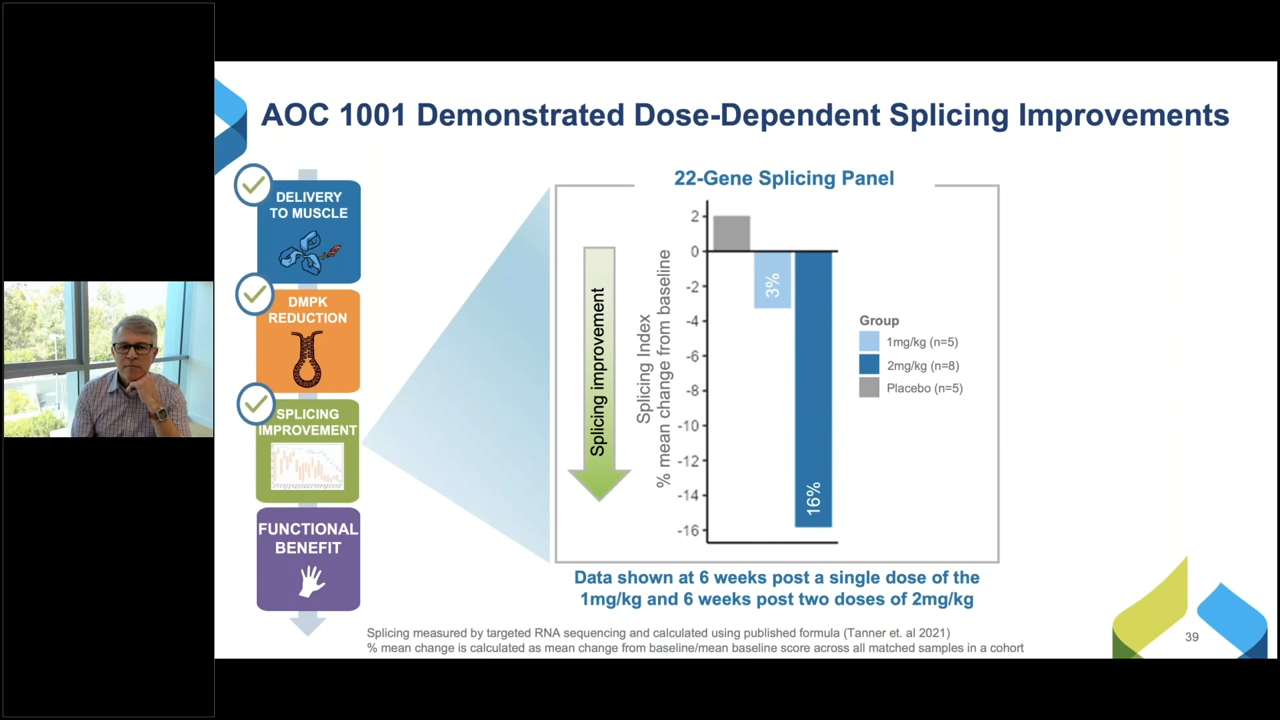 AOC 1001 Demonstrated Dose-Dependent Splicing Improvements
DELIVERY
TO MUSCLE
DMPK
REDUCTION
SPLICING
IMPROVEMENT
FUNCTIONAL
BENEFIT
22-Gene Splicing Panel
Splicing improvement
Splicing Index
% mean change from baseline
2
0
-2
-4
-6
-8
-10
-12
-14
-16
3%
16%
Group
1mg/kg (n=5)
2mg/kg (n=8)
Placebo (n=5)
Data shown at 6 weeks post a single dose of the
1mg/kg and 6 weeks post two doses of 2mg/kg
Splicing measured by targeted RNA sequencing and calculated using published formula (Tanner et. al 2021)
% mean change is calculated as mean change from baseline/mean baseline score across all matched samples in a cohort
39